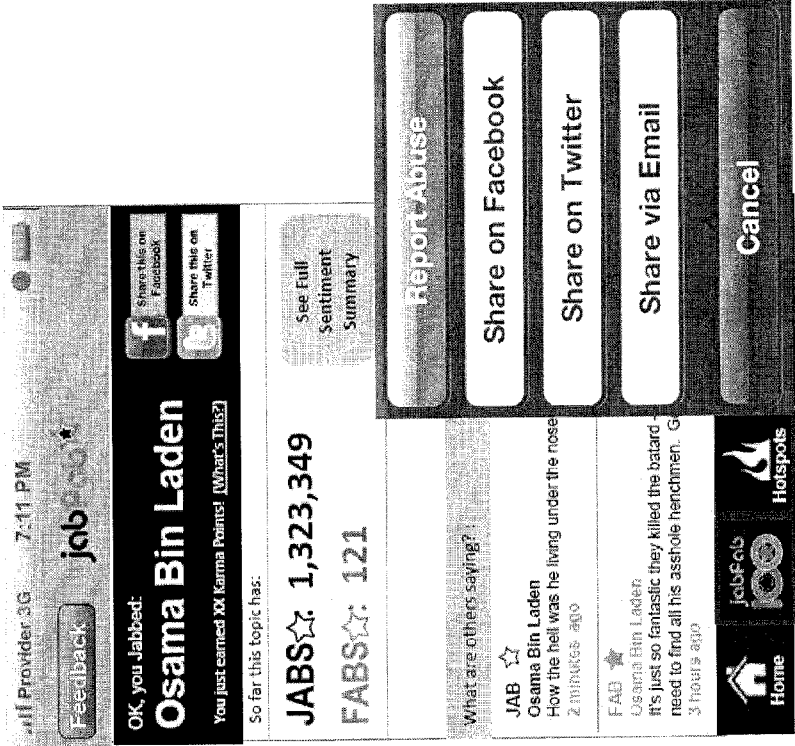 Provider 3G 7:11 PM
Feedback
jabfab
OK, you Jabbed:
Osama Bin Laden
You just earned XX Karma Points! [What's This?]
f
Share this on
Facebook
t
Share this on
Twitter
So far this topic has:
JABS☆: 1,323,349
FABS☆: 121
See Full
Sentiment
Summary
What are others saying?
JAB ☆
Osama Bin Laden
How the hell was he living under the nose
2 minutes ago
FAB ★
Osama Bin Laden
It's just so fantastic they killed the batard -
need to find all his asshole henchmen. G
3 hours ago
Home
jabfab
100
Hotspots
Report Abuse
Share on Facebook
Share on Twitter
Share via Email
Cancel